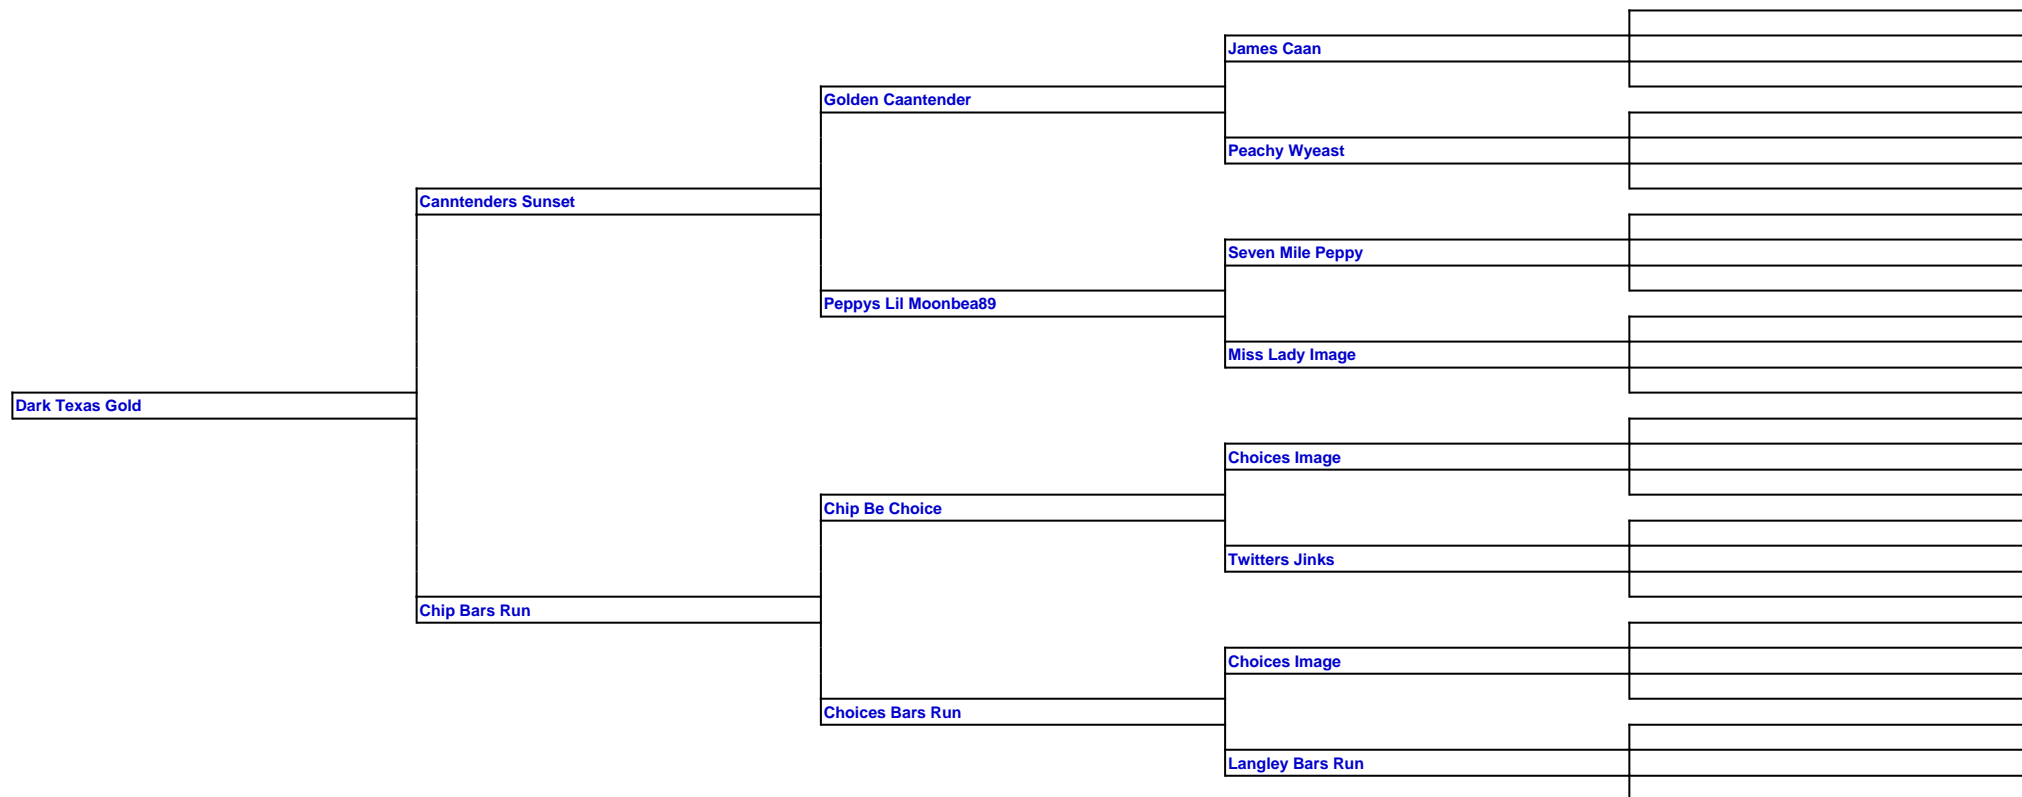 James Caan
Golden Caantender
Peachy Wyeast
Canntenders Sunset
Seven Mile Peppy
Peppys Lil Moonbea89
Miss Lady Image
Dark Texas Gold
Choices Image
Chip Be Choice
Twitters Jinks
Chip Bars Run
Choices Image
Choices Bars Run
Langley Bars Run